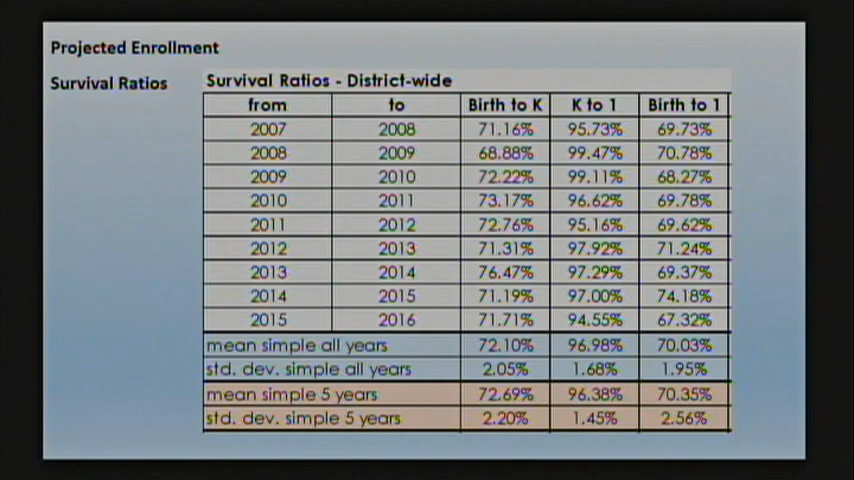 Projected Enrollment
Survival Ratios
Survival Ratios - District-wide
from to Birth to K K to 1 Birth to 1
2007 2008 71.16% 95.73% 69.73%
2008 2009 68.88% 99.47% 70.78%
2009 2010 72.22% 99.11% 68.27%
2010 2011 73.17% 96.62% 69.78%
2011 2012 72.76% 95.16% 69.62%
2012 2013 71.31% 97.92% 71.24%
2013 2014 76.47% 97.29% 69.37%
2014 2015 71.19% 97.00% 74.18%
2015 2016 71.71% 94.55% 67.32%
mean simple all years 72.10% 96.98% 70.03%
std. dev. simple all years 2.05% 1.68% 1.95%
mean simple 5 years 72.69% 96.38% 70.35%
std. dev. simple 5 years 2.20% 1.45% 2.56%